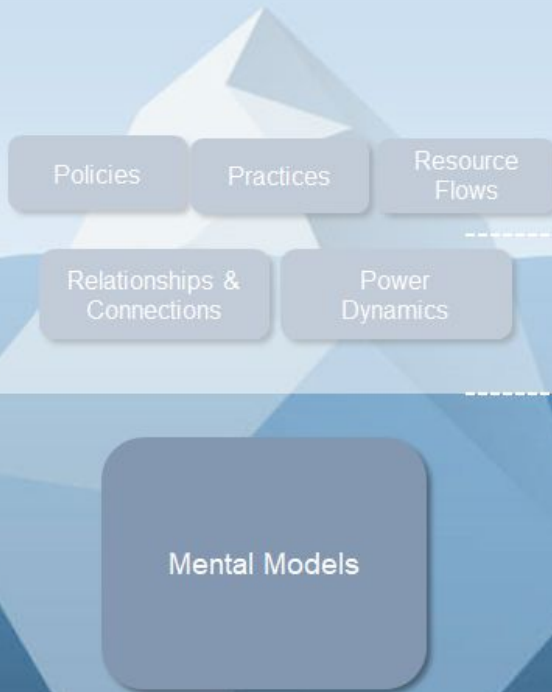 Policies
Practices
Resource
Flows
Relationships &
Connections
Power
Dynamics
Mental Models